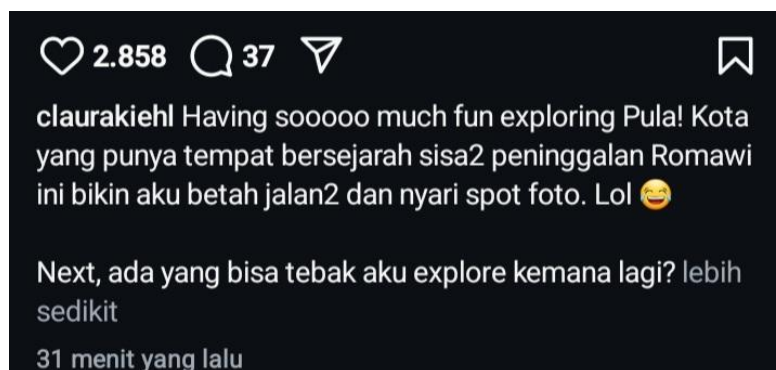 2.858 37
claurakiehl Having sooooo much fun exploring Pula! Kota
yang punya tempat bersejarah sisa2 peninggalan Romawi
ini bikin aku betah jalan2 dan nyari spot foto. Lol 😂
Next, ada yang bisa tebak aku explore kemana lagi? lebih
sedikit
31 menit yang lalu